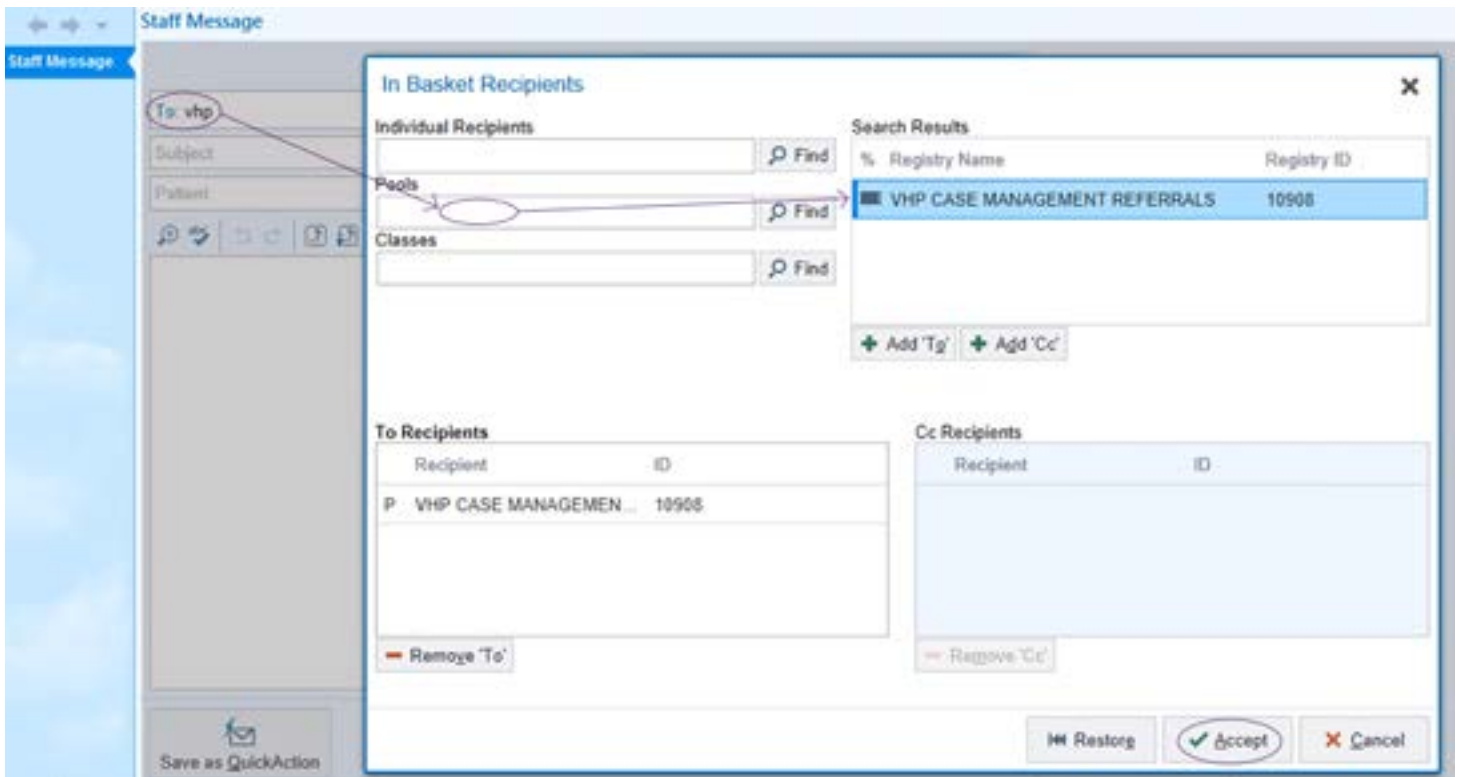 Staff Message
Staff Message
To: vhp
Subject
Patient
Save as QuickAction
In Basket Recipients
Individual Recipients
Find
Pools
Find
Classes
Find
Search Results
% Registry Name Registry ID
VHP CASE MANAGEMENT REFERRALS 10908
Add 'To' Add 'Cc'
To Recipients
Recipient ID
P VHP CASE MANAGEMEN... 10908
Remove 'To'
Cc Recipients
Recipient ID
Remove 'Cc'
Restore Accept Cancel